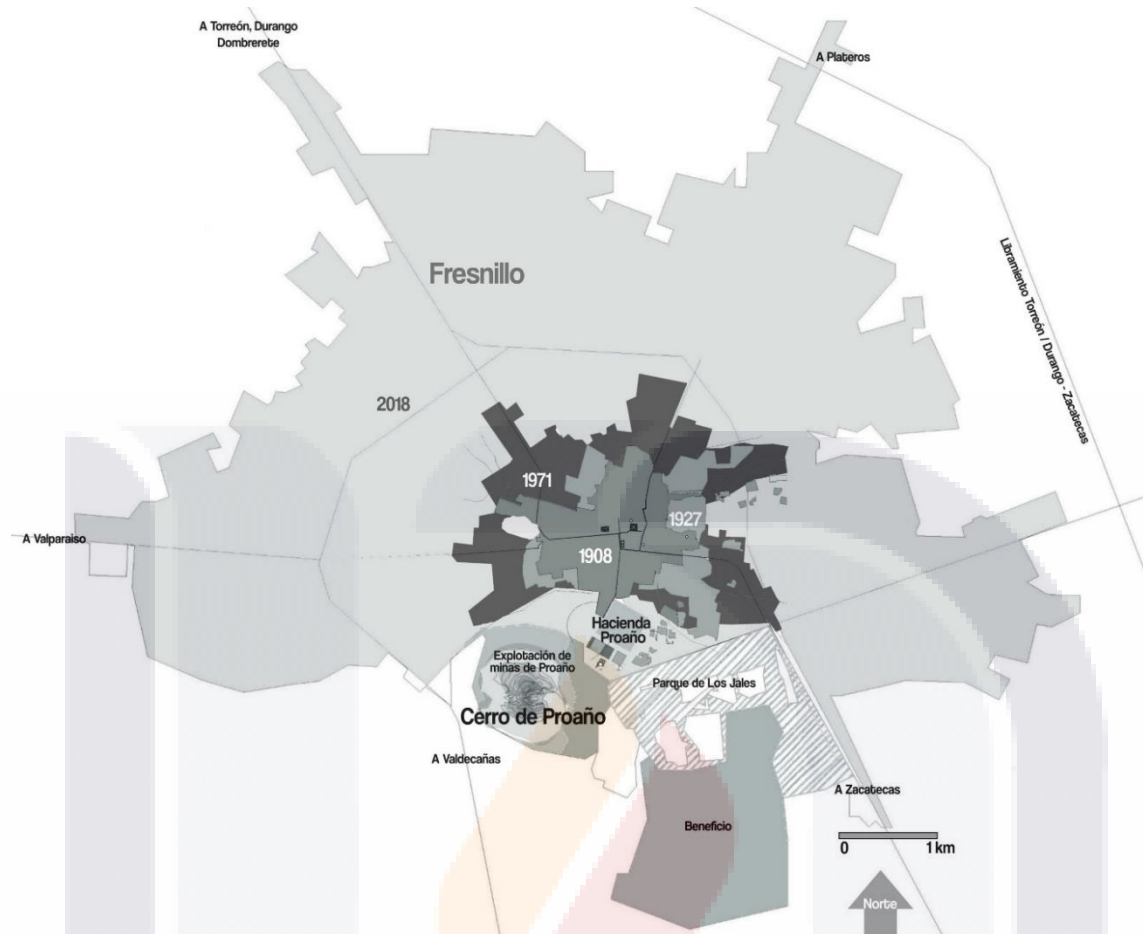 A Torreón, Durango
Dombrerete
A Plateros
Libramiento Torreón / Durango - Zacatecas
Fresnillo
2018
1971
1927
A Valparaiso
1908
Hacienda
Proaño
Explotación de
minas de Proaño
Parque de Los Jales
Cerro de Proaño
A Valdecañas
A Zacatecas
Beneficio
0 1 km
Norte